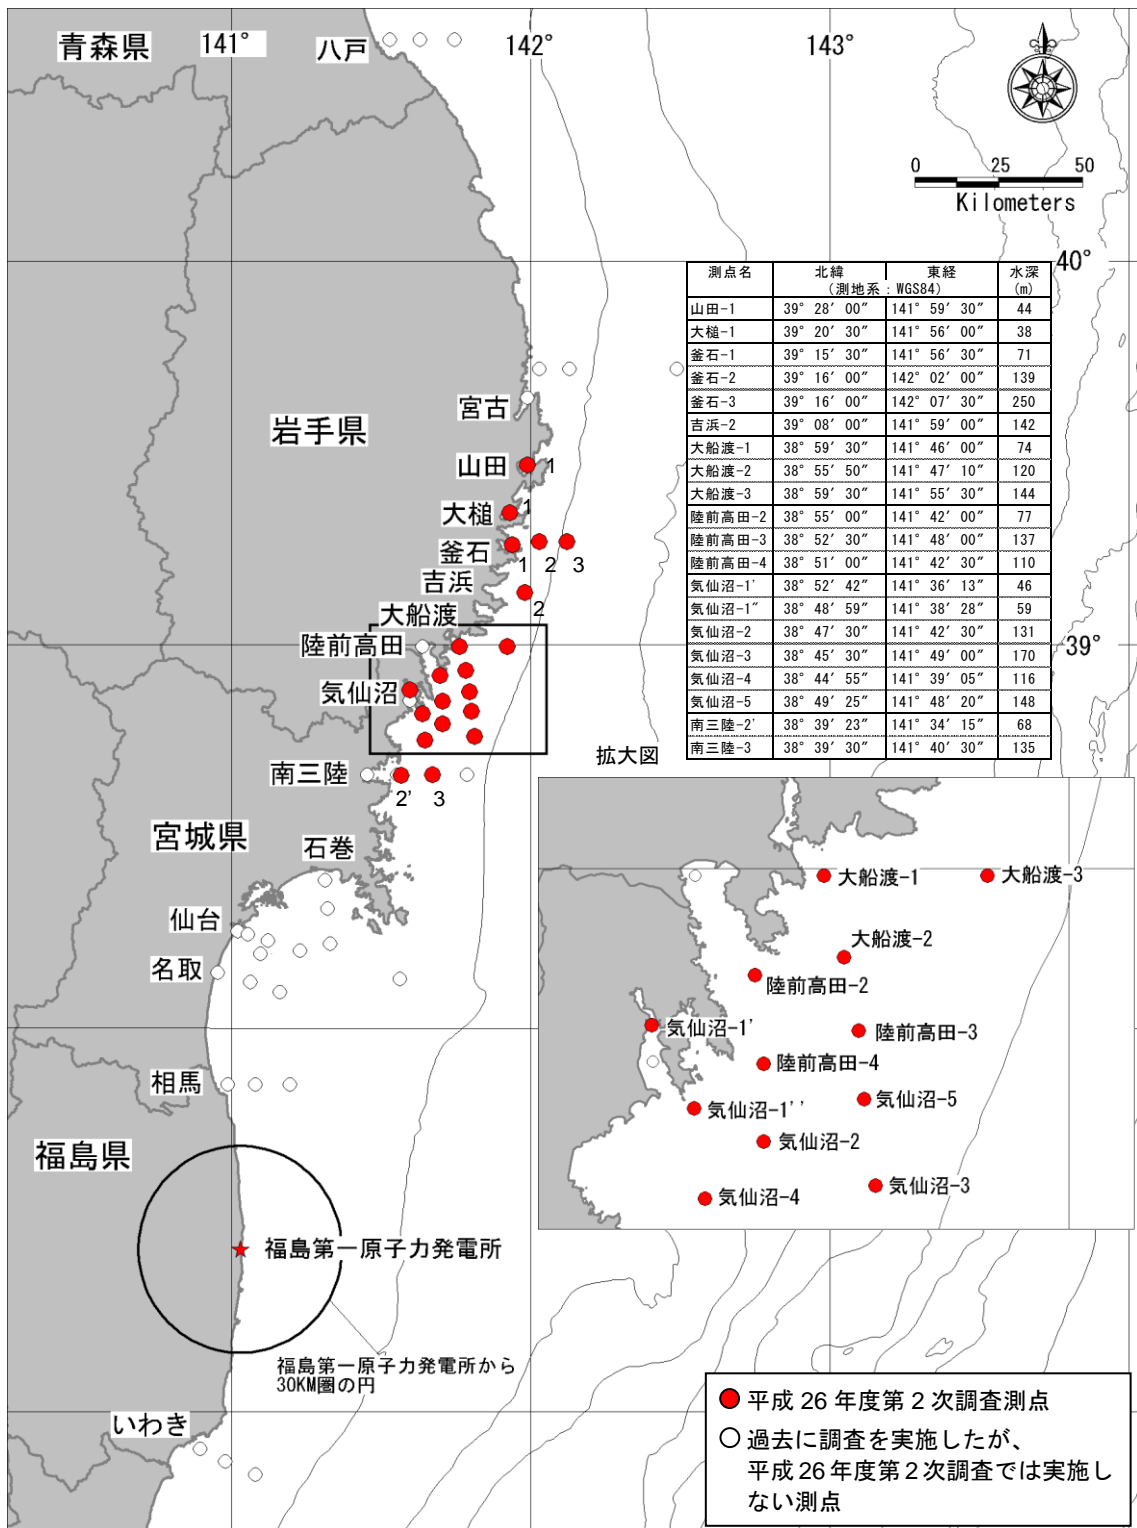 青森県
141°
八戸
142°
143°
0 25 50
Kilometers
40°
測点名 北緯 東経 水深
（測地系：WGS84） (m)
山田-1 39° 28′ 00″ 141° 59′ 30″ 44
大槌-1 39° 20′ 30″ 141° 56′ 00″ 38
釜石-1 39° 15′ 30″ 141° 56′ 30″ 71
釜石-2 39° 16′ 00″ 142° 02′ 00″ 139
釜石-3 39° 16′ 00″ 142° 07′ 30″ 250
吉浜-2 39° 08′ 00″ 141° 59′ 00″ 142
大船渡-1 38° 59′ 30″ 141° 46′ 00″ 74
大船渡-2 38° 55′ 50″ 141° 47′ 10″ 120
大船渡-3 38° 59′ 30″ 141° 55′ 30″ 144
陸前高田-2 38° 55′ 00″ 141° 42′ 00″ 77
陸前高田-3 38° 52′ 30″ 141° 48′ 00″ 137
陸前高田-4 38° 51′ 00″ 141° 42′ 30″ 110
気仙沼-1′ 38° 52′ 42″ 141° 36′ 13″ 46
気仙沼-1″ 38° 48′ 59″ 141° 38′ 28″ 59
気仙沼-2 38° 47′ 30″ 141° 42′ 30″ 131
気仙沼-3 38° 45′ 30″ 141° 49′ 00″ 170
気仙沼-4 38° 44′ 55″ 141° 39′ 05″ 116
気仙沼-5 38° 49′ 25″ 141° 48′ 20″ 148
南三陸-2′ 38° 39′ 23″ 141° 34′ 15″ 68
南三陸-3 38° 39′ 30″ 141° 40′ 30″ 135
宮古
岩手県
山田 1
大槌 1
釜石
1 2 3
吉浜
2
大船渡
陸前高田
39°
気仙沼
拡大図
南三陸
2' 3
宮城県
石巻
仙台
名取
相馬
福島県
大船渡-1
大船渡-3
大船渡-2
陸前高田-2
気仙沼-1'
陸前高田-3
陸前高田-4
気仙沼-5
気仙沼-1''
気仙沼-2
気仙沼-3
気仙沼-4
福島第一原子力発電所
福島第一原子力発電所から
30KM圏の円
いわき
平成 26 年度第 2 次調査測点
過去に調査を実施したが、
平成 26 年度第 2 次調査では実施し
ない測点